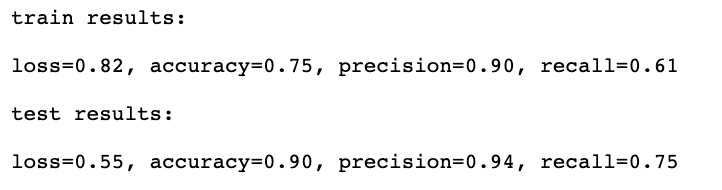 train results:
loss=0.82, accuracy=0.75, precision=0.90, recall=0.61
test results:
loss=0.55, accuracy=0.90, precision=0.94, recall=0.75